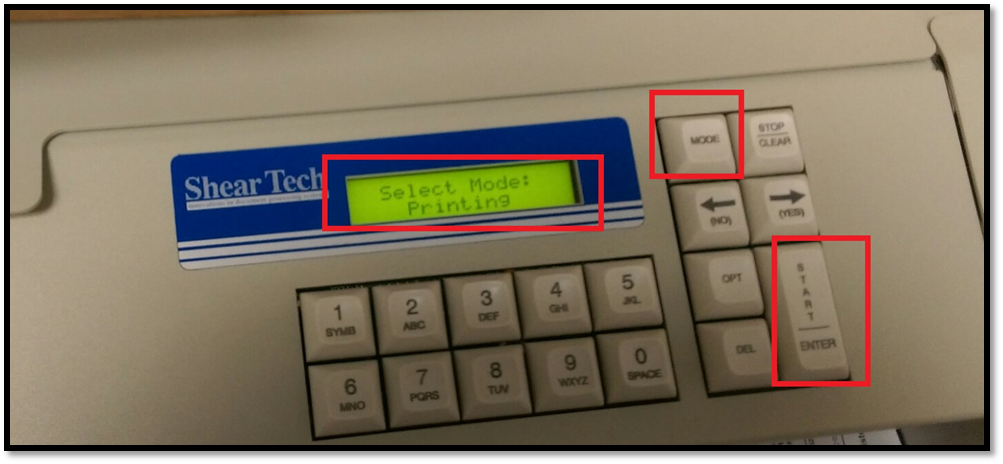 Shear Tech
Select Mode:
Printing
MODE
STOP
CLEAR
(NO)
(YES)
OPT
START
DEL
ENTER
1
SYMB
2
ABC
3
DEF
4
GHI
5
JKL
6
MNO
7
PQRS
8
TUV
9
WXYZ
0
SPACE